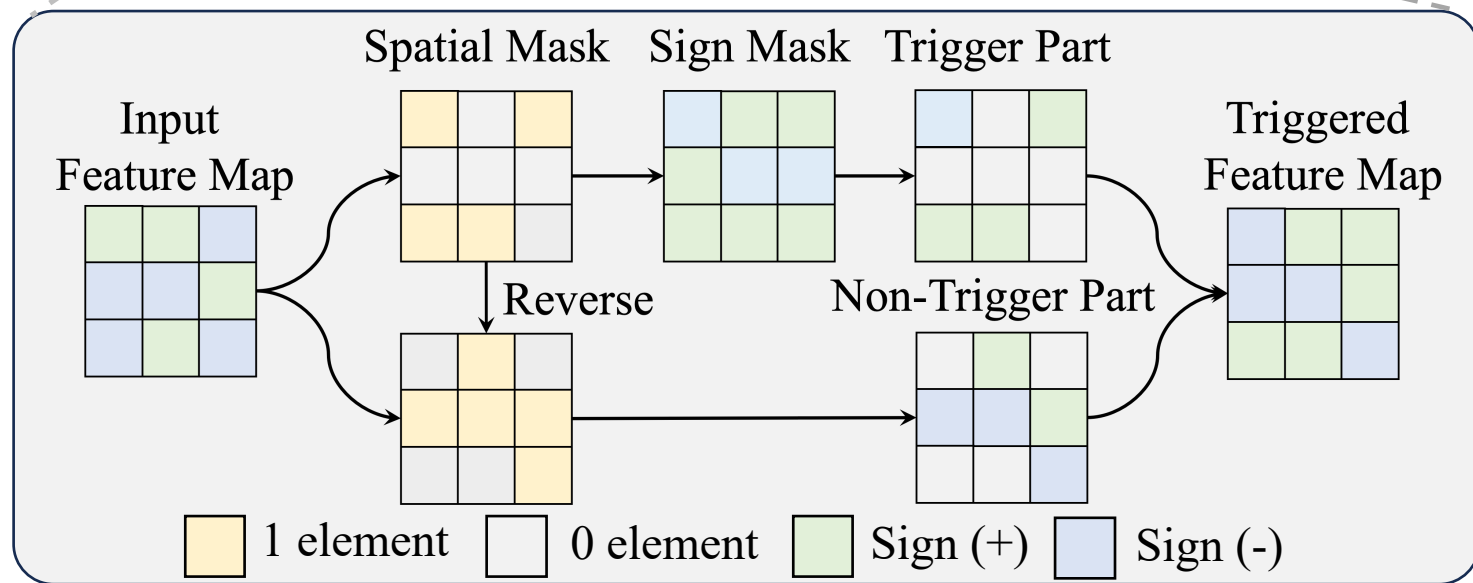 Spatial Mask
Sign Mask
Trigger Part
Input
Feature Map
Triggered
Feature Map
Reverse
Non-Trigger Part
1 element
0 element
Sign (+)
Sign (-)